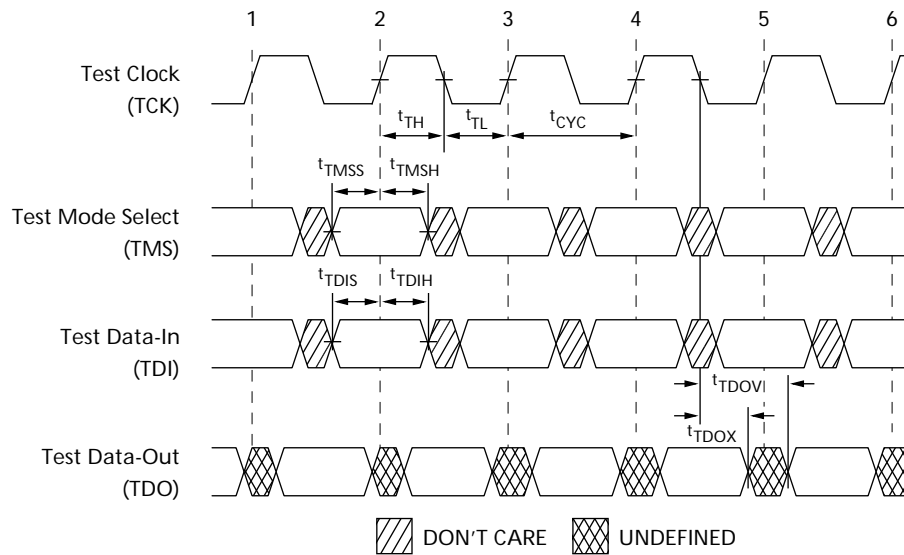 1 2 3 4 5 6
Test Clock
(TCK)
tTH tTL tCYC
tTMSS tTMSH
Test Mode Select
(TMS)
tTDIS tTDIH
Test Data-In
(TDI)
tTDOV
tTDOX
Test Data-Out
(TDO)
DON'T CARE UNDEFINED